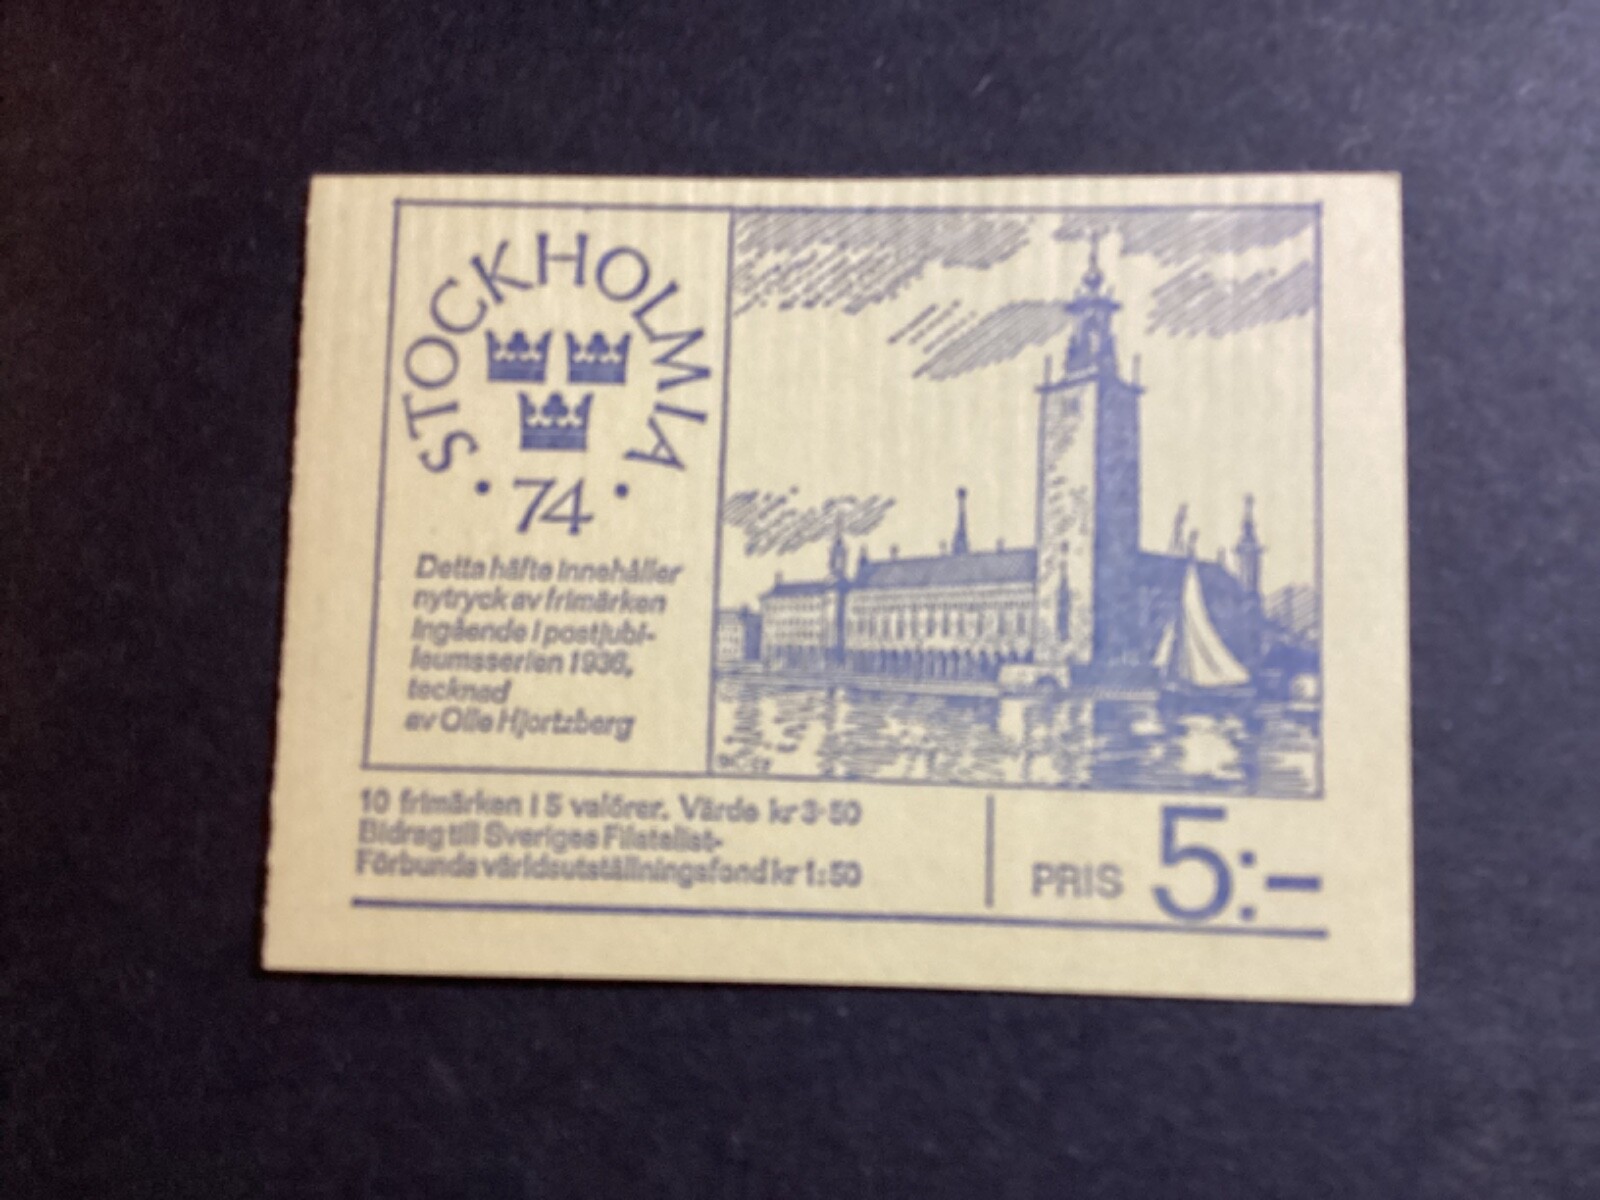 STOCKHOLMIA
• 74 •
Detta häfte innehåller
nytryck av frimärken
ingående i postjubi-
leumsserien 1936,
tecknad
av Olle Hjortzberg
10 frimärken i 5 valörer. Värde kr 3·50
Bidrag till Sveriges Filatelist-
Förbunds världsutställningsfond kr 1:50
PRIS 5:-